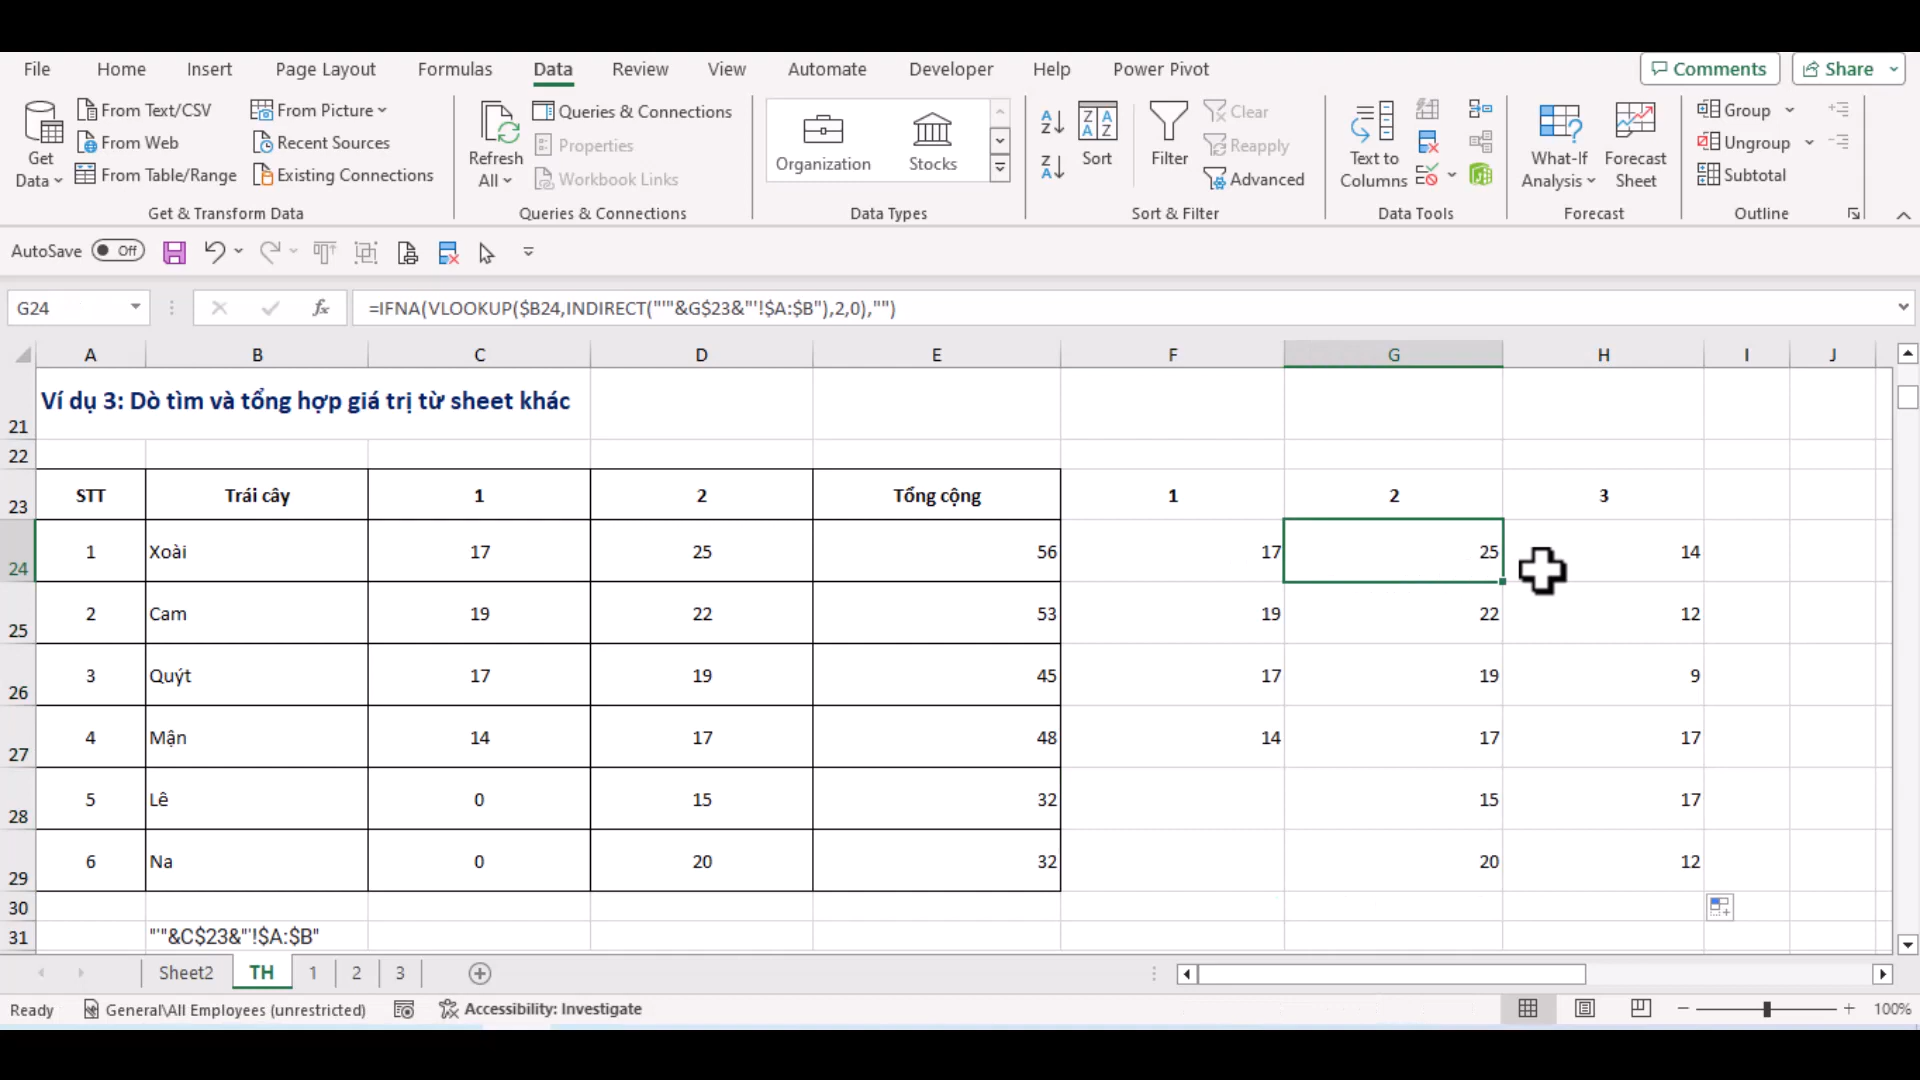 File Home Insert Page Layout Formulas Data Review View Automate Developer Help Power Pivot Comments Share
Get Data
From Text/CSV
From Web
From Table/Range
From Picture
Recent Sources
Existing Connections
Get & Transform Data
Refresh All
Queries & Connections
Properties
Workbook Links
Queries & Connections
Organization Stocks
Data Types
Sort
Filter
Clear
Reapply
Advanced
Sort & Filter
Text to Columns
Data Tools
What-If Analysis
Forecast Sheet
Forecast
Group
Ungroup
Subtotal
Outline
AutoSave Off
G24 fx =IFNA(VLOOKUP($B24,INDIRECT("'"&G$23&"'!$A:$B"),2,0),"")
A B C D E F G H I J
21 Ví dụ 3: Dò tìm và tổng hợp giá trị từ sheet khác
22
23 STT Trái cây 1 2 Tổng cộng 1 2 3
24 1 Xoài 17 25 56 17 25 14
25 2 Cam 19 22 53 19 22 12
26 3 Quýt 17 19 45 17 19 9
27 4 Mận 14 17 48 14 17 17
28 5 Lê 0 15 32 15 17
29 6 Na 0 20 32 20 12
30
31 "'"&C$23&"'!$A:$B"
Sheet2 TH 1 2 3
Ready General\All Employees (unrestricted) Accessibility: Investigate 100%